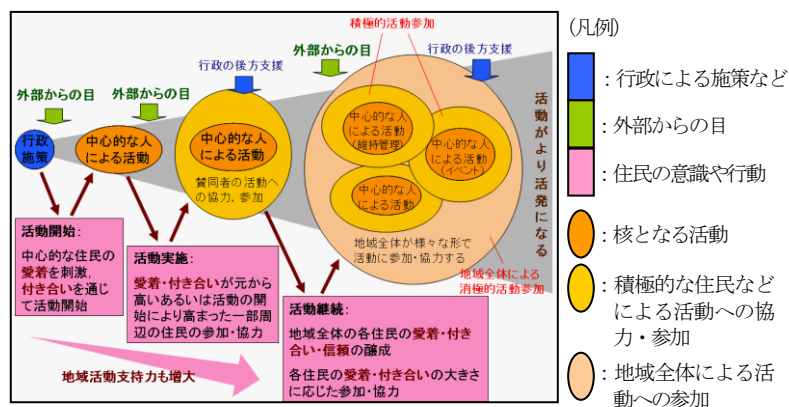 積極的活動参加
外部からの目
行政の後方支援
行政の後方支援
外部からの目
外部からの目
行政
施策
中心的な人
による活動
中心的な人
による活動
賛同者の活動へ
の協力,参加
中心的な人
による活動
(維持管理)
中心的な人
による活動
(イベント)
中心的な人
による活動
地域全体が様々な形で
活動に参加・協力する
活動がより活発になる
地域全体による
消極的活動参加
活動開始:
中心的な住民の
愛着を刺激,
付き合いを通じ
て活動開始
活動実施:
愛着・付き合いが元から
高いあるいは活動の開
始により高まった一部周
辺の住民の参加・協力
活動継続:
地域全体の各住民の愛着・付き
合い・信頼の醸成
各住民の愛着・付き合いの大きさ
に応じた参加・協力
地域活動支持力も増大
(凡例)
:行政による施策など
:外部からの目
:住民の意識や行動
:核となる活動
:積極的な住民など
による活動への協
力・参加
:地域全体による活
動への参加